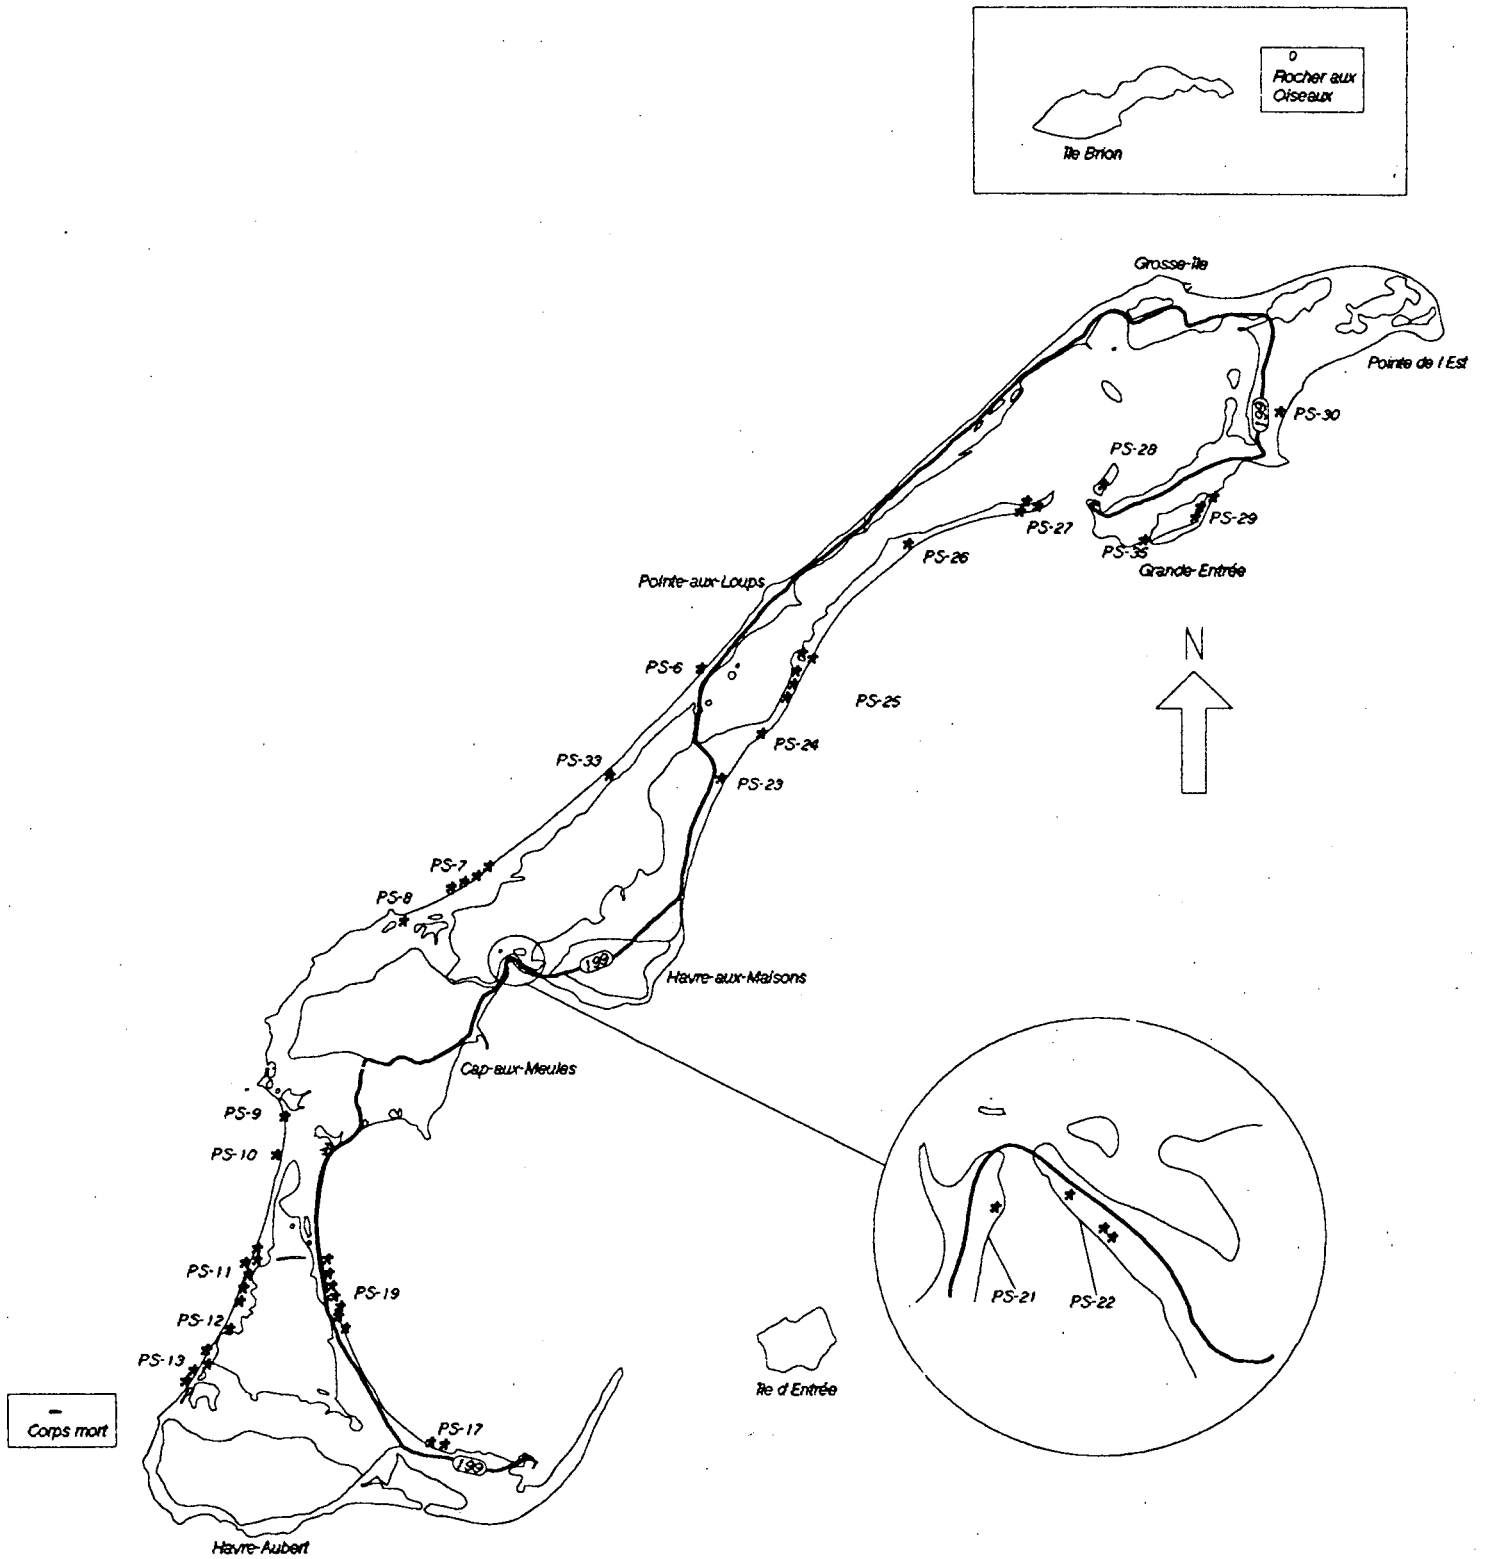 Rocher aux
Oiseaux
île Brion
Grosse-île
Pointe de l'Est
199
PS-30
PS-28
PS-29
PS-27
PS-35
PS-26
Grande-Entrée
Pointe-aux-Loups
N
PS-6
PS-25
PS-24
PS-33
PS-23
PS-7
PS-8
199
Havre-aux-Maisons
Cap-aux-Meules
PS-9
PS-10
PS-11
PS-19
PS-21
PS-22
PS-12
PS-13
île d'Entrée
Corps mort
PS-17
199
Havre-Aubert